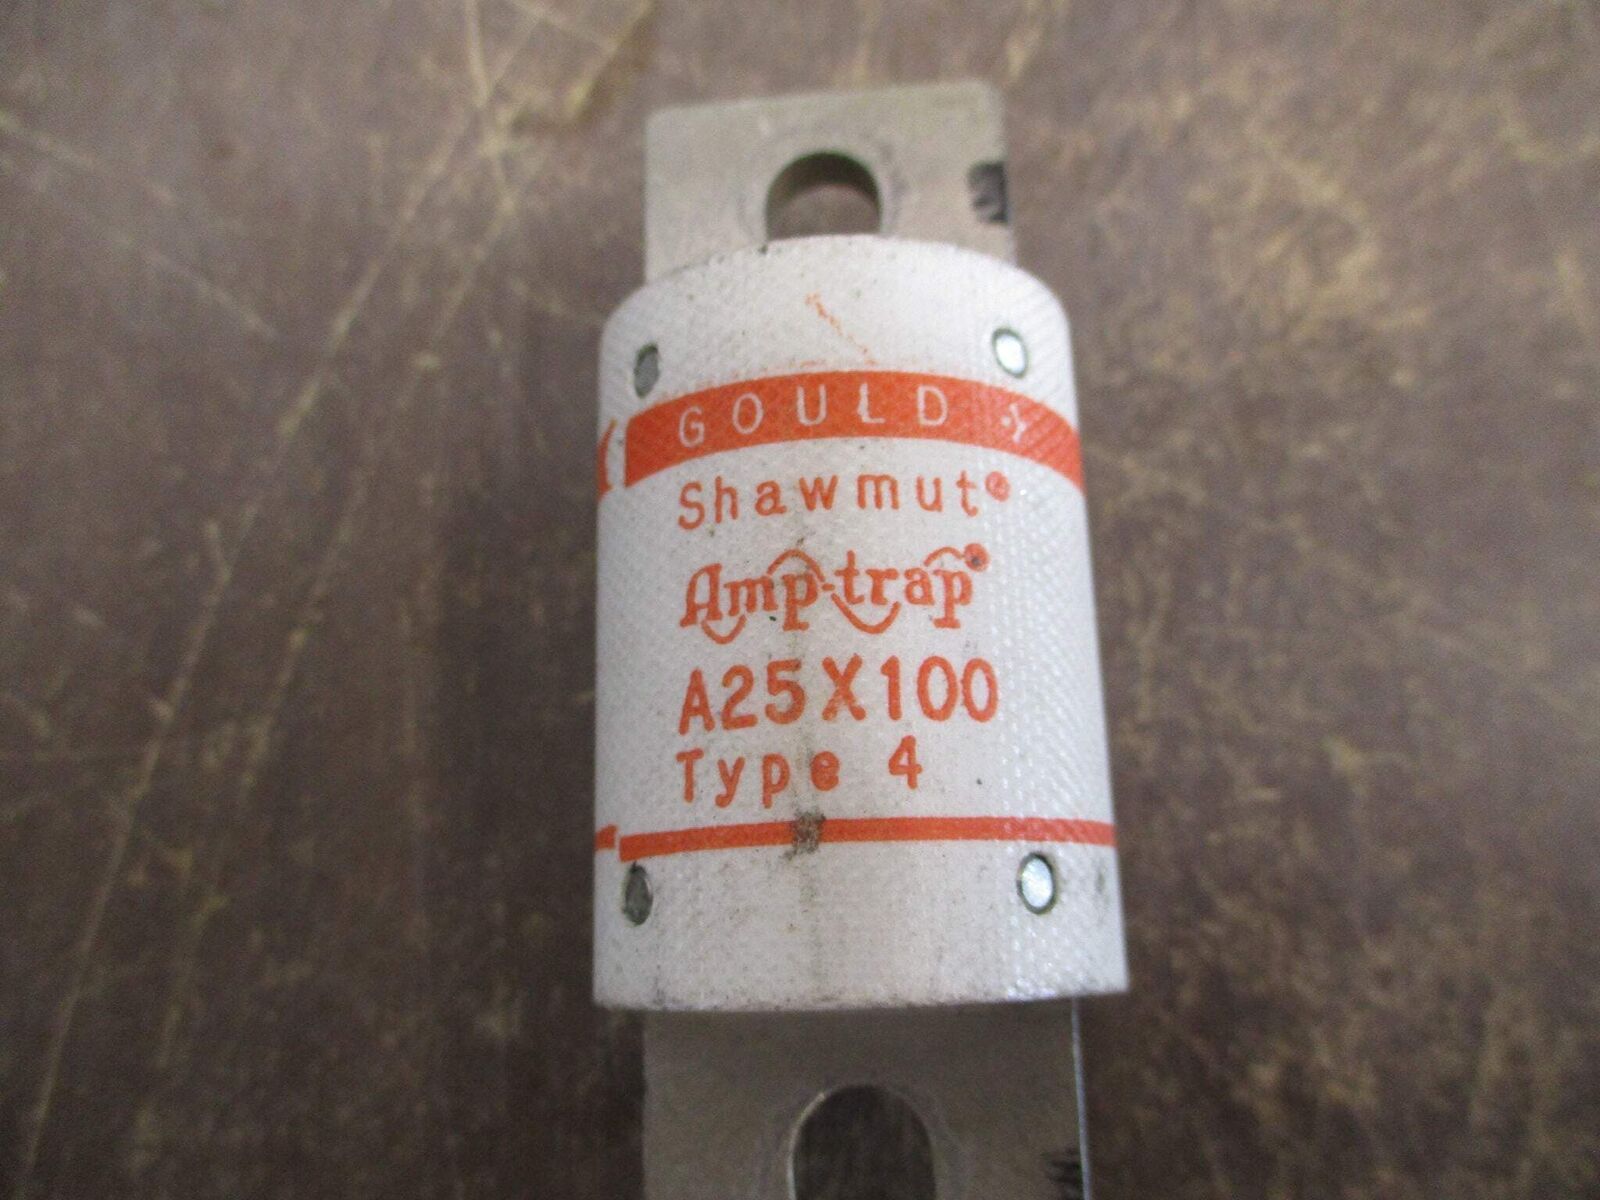 GOULD
Shawmut®
Amp-trap®
A25X100
Type 4